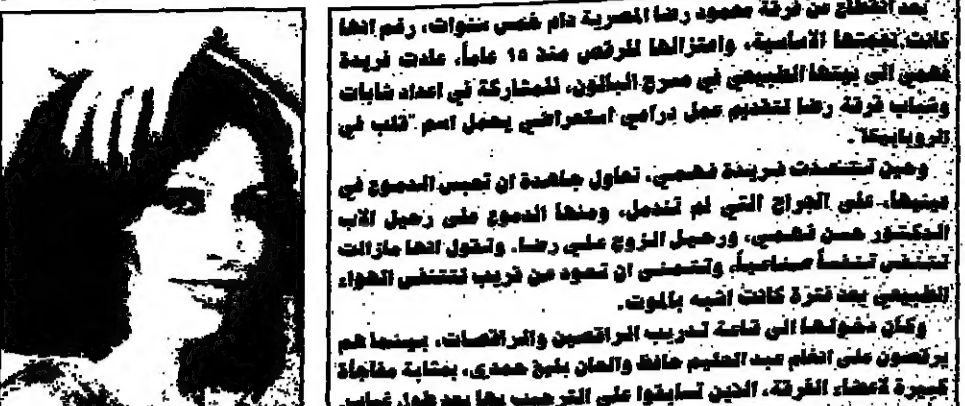 بعد انقطاع عن فرقة محمود رضا المصرية دام خمس سنوات، رغم انها
كانت نجمتها الاساسية، واعتزالها للرقص منذ ١٥ عاماً، عادت فريدة
فهمي الى بيتها الطبيعي في مسرح البالون، للمشاركة في اعداد شابات
وشباب فرقة رضا لتقديم عمل درامي استعراضي يحمل اسم "قلب في
الروبابيكا".
وحين تتحدث فريدة فهمي، تحاول جاهدة ان تحبس الدموع في
عينيها، على الجراح التي لم تندمل، ومنها الدموع على رحيل الاب
الدكتور حسن فهمي، ورحيل الزوج علي رضا. وتقول انها مازالت
تتنفس تنفساً صناعياً، وتتمنى ان تعود عن قريب لتتنفس الهواء
الطبيعي بعد فترة كانت اشبه بالموت.
وكان دخولها الى قاعة تدريب الراقصين والراقصات، بينما هم
يرقصون على انغام عبد الحليم حافظ والحان بليغ حمدي، بمثابة مفاجأة
كبيرة لاعضاء الفرقة، الذين تسابقوا على الترحيب بها بعد طول غياب